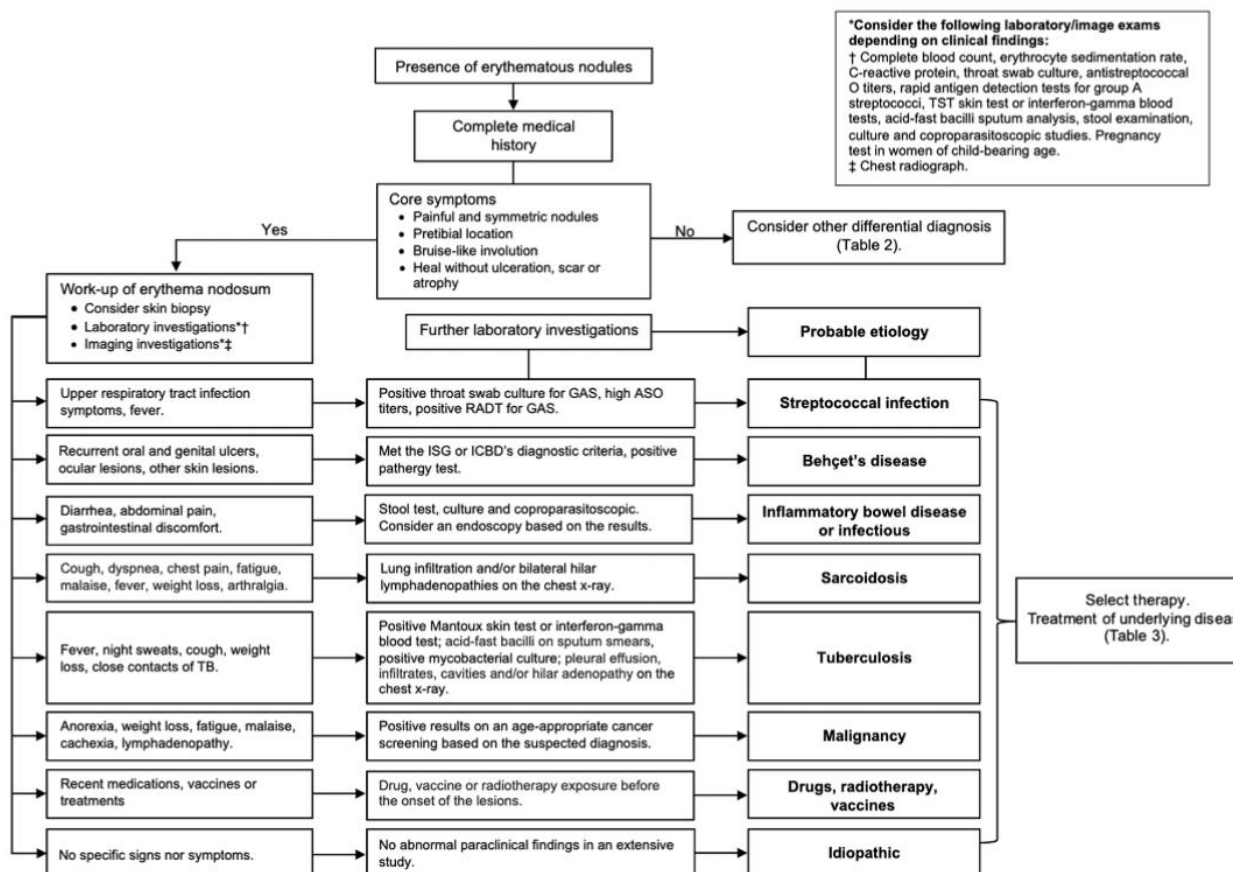 *Consider the following laboratory/image exams
depending on clinical findings:
† Complete blood count, erythrocyte sedimentation rate,
C-reactive protein, throat swab culture, antistreptococcal
O titers, rapid antigen detection tests for group A
streptococci, TST skin test or interferon-gamma blood
tests, acid-fast bacilli sputum analysis, stool examination,
culture and coproparasitoscopic studies. Pregnancy
test in women of child-bearing age.
‡ Chest radiograph.
Presence of erythematous nodules
Complete medical
history
Core symptoms
• Painful and symmetric nodules
• Pretibial location
• Bruise-like involution
• Heal without ulceration, scar or
atrophy
Yes
No
Consider other differential diagnosis
(Table 2).
Work-up of erythema nodosum
• Consider skin biopsy
• Laboratory investigations*†
• Imaging investigations*‡
Further laboratory investigations
Probable etiology
Upper respiratory tract infection
symptoms, fever.
Positive throat swab culture for GAS, high ASO
titers, positive RADT for GAS.
Streptococcal infection
Recurrent oral and genital ulcers,
ocular lesions, other skin lesions.
Met the ISG or ICBD's diagnostic criteria, positive
pathergy test.
Behçet's disease
Diarrhea, abdominal pain,
gastrointestinal discomfort.
Stool test, culture and coproparasitoscopic.
Consider an endoscopy based on the results.
Inflammatory bowel disease
or infectious
Cough, dyspnea, chest pain, fatigue,
malaise, fever, weight loss, arthralgia.
Lung infiltration and/or bilateral hilar
lymphadenopathies on the chest x-ray.
Sarcoidosis
Fever, night sweats, cough, weight
loss, close contacts of TB.
Positive Mantoux skin test or interferon-gamma
blood test; acid-fast bacilli on sputum smears,
positive mycobacterial culture; pleural effusion,
infiltrates, cavities and/or hilar adenopathy on the
chest x-ray.
Tuberculosis
Anorexia, weight loss, fatigue, malaise,
cachexia, lymphadenopathy.
Positive results on an age-appropriate cancer
screening based on the suspected diagnosis.
Malignancy
Recent medications, vaccines or
treatments
Drug, vaccine or radiotherapy exposure before
the onset of the lesions.
Drugs, radiotherapy,
vaccines
No specific signs nor symptoms.
No abnormal paraclinical findings in an extensive
study.
Idiopathic
Select therapy.
Treatment of underlying diseas
(Table 3).